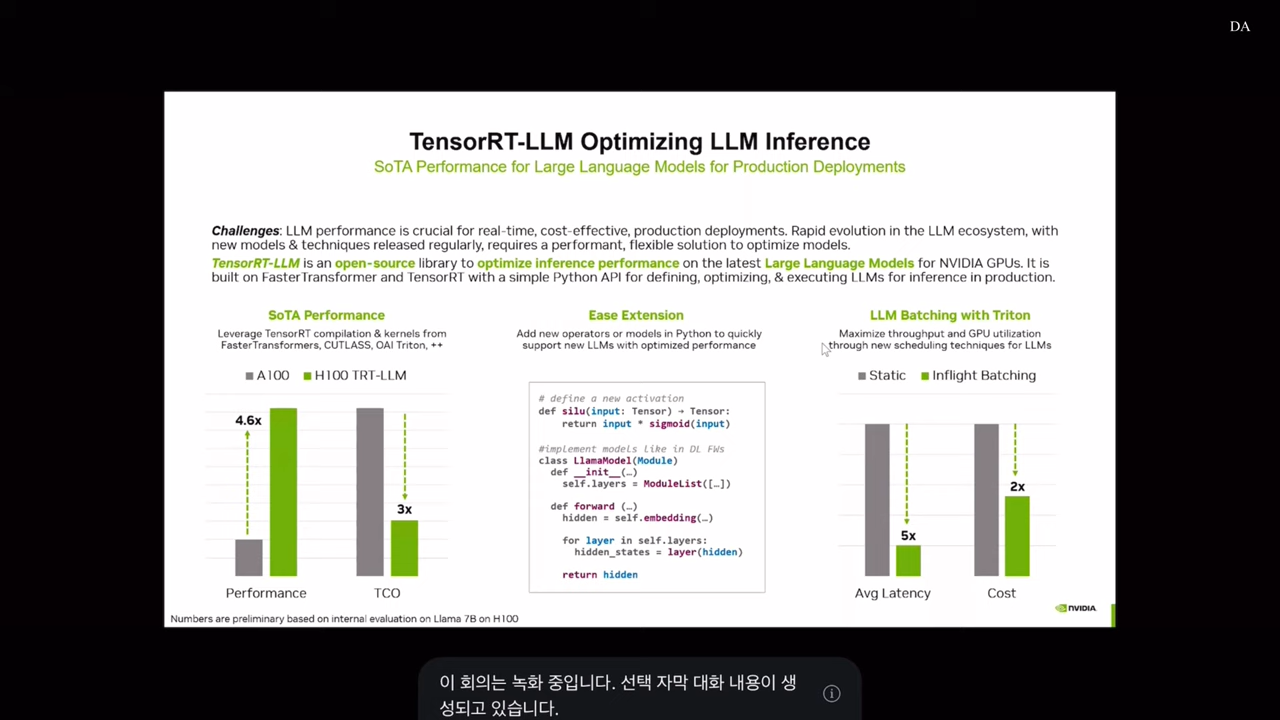 DA
TensorRT-LLM Optimizing LLM Inference
SoTA Performance for Large Language Models for Production Deployments
Challenges: LLM performance is crucial for real-time, cost-effective, production deployments. Rapid evolution in the LLM ecosystem, with
new models & techniques released regularly, requires a performant, flexible solution to optimize models.
TensorRT-LLM is an open-source library to optimize inference performance on the latest Large Language Models for NVIDIA GPUs. It is
built on FasterTransformer and TensorRT with a simple Python API for defining, optimizing, & executing LLMs for inference in production.
SoTA Performance
Leverage TensorRT compilation & kernels from
FasterTransformers, CUTLASS, OAI Triton, ++
A100 H100 TRT-LLM
4.6x
3x
Performance TCO
Ease Extension
Add new operators or models in Python to quickly
support new LLMs with optimized performance
# define a new activation
def silu(input: Tensor) → Tensor:
return input * sigmoid(input)
#implement models like in DL FWs
class LlamaModel(Module)
def __init__(…)
self.layers = ModuleList([…])
def forward (…)
hidden = self.embedding(…)
for layer in self.layers:
hidden_states = layer(hidden)
return hidden
LLM Batching with Triton
Maximize throughput and GPU utilization
through new scheduling techniques for LLMs
Static Inflight Batching
5x
2x
Avg Latency Cost
NVIDIA.
Numbers are preliminary based on internal evaluation on Llama 7B on H100
이 회의는 녹화 중입니다. 선택 자막 대화 내용이 생
성되고 있습니다.